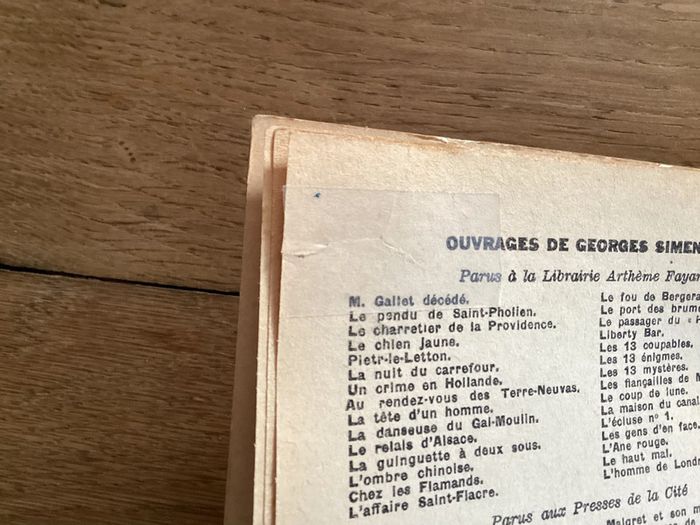 OUVRAGES DE GEORGES
Parus à la Librairie Arthème
M. Gallet décédé.
Le pendu de Saint-Pholien.
Le charretier de la Providence.
Le chien jaune.
Pietr-le-Letton.
La nuit du carrefour.
Un crime en Hollande.
Au rendez-vous des Terre-Neuvas.
La tête d'un homme.
La danseuse du Gai-Moulin.
Le relais d'Alsace.
La guinguette à deux sous.
L'ombre chinoise.
Chez les Flamands.
L'affaire Saint-Fiacre.
Le fou de
Le port des
Le passager du
Liberty Bar.
Les 13 coupables.
Les 13 énigmes.
Les 13 mystères.
Les fiançailles de
Le coup de lune.
La maison du canal
L'écluse n° 1.
Les gens d'en face.
L'Ane rouge.
Le haut mal.
L'homme de
Parus aux Presses de la Cité
Maigret et son